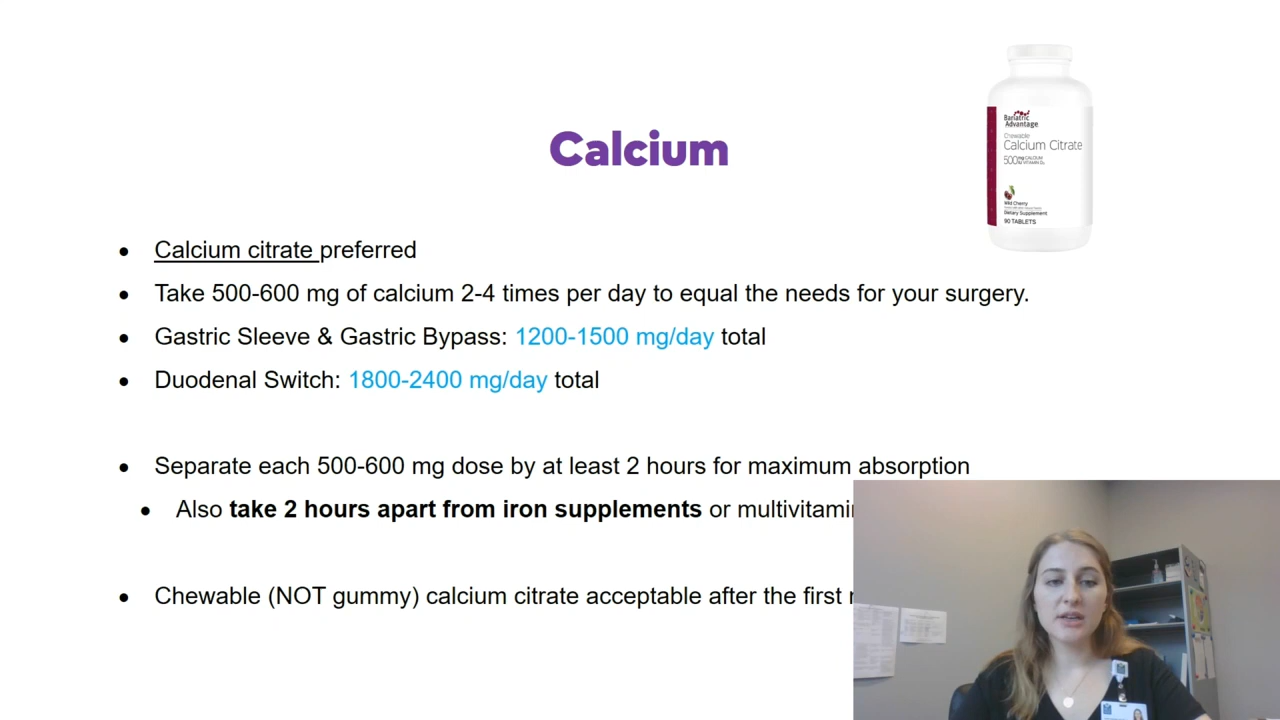 Calcium
Bariatric
Advantage
Chewable
Calcium Citrate
500mg CALCIUM
Wild Cherry
Dietary Supplement
90 TABLETS
Calcium citrate preferred
Take 500-600 mg of calcium 2-4 times per day to equal the needs for your surgery.
Gastric Sleeve & Gastric Bypass: 1200-1500 mg/day total
Duodenal Switch: 1800-2400 mg/day total
Separate each 500-600 mg dose by at least 2 hours for maximum absorption
Also take 2 hours apart from iron supplements or multivitamin
Chewable (NOT gummy) calcium citrate acceptable after the first